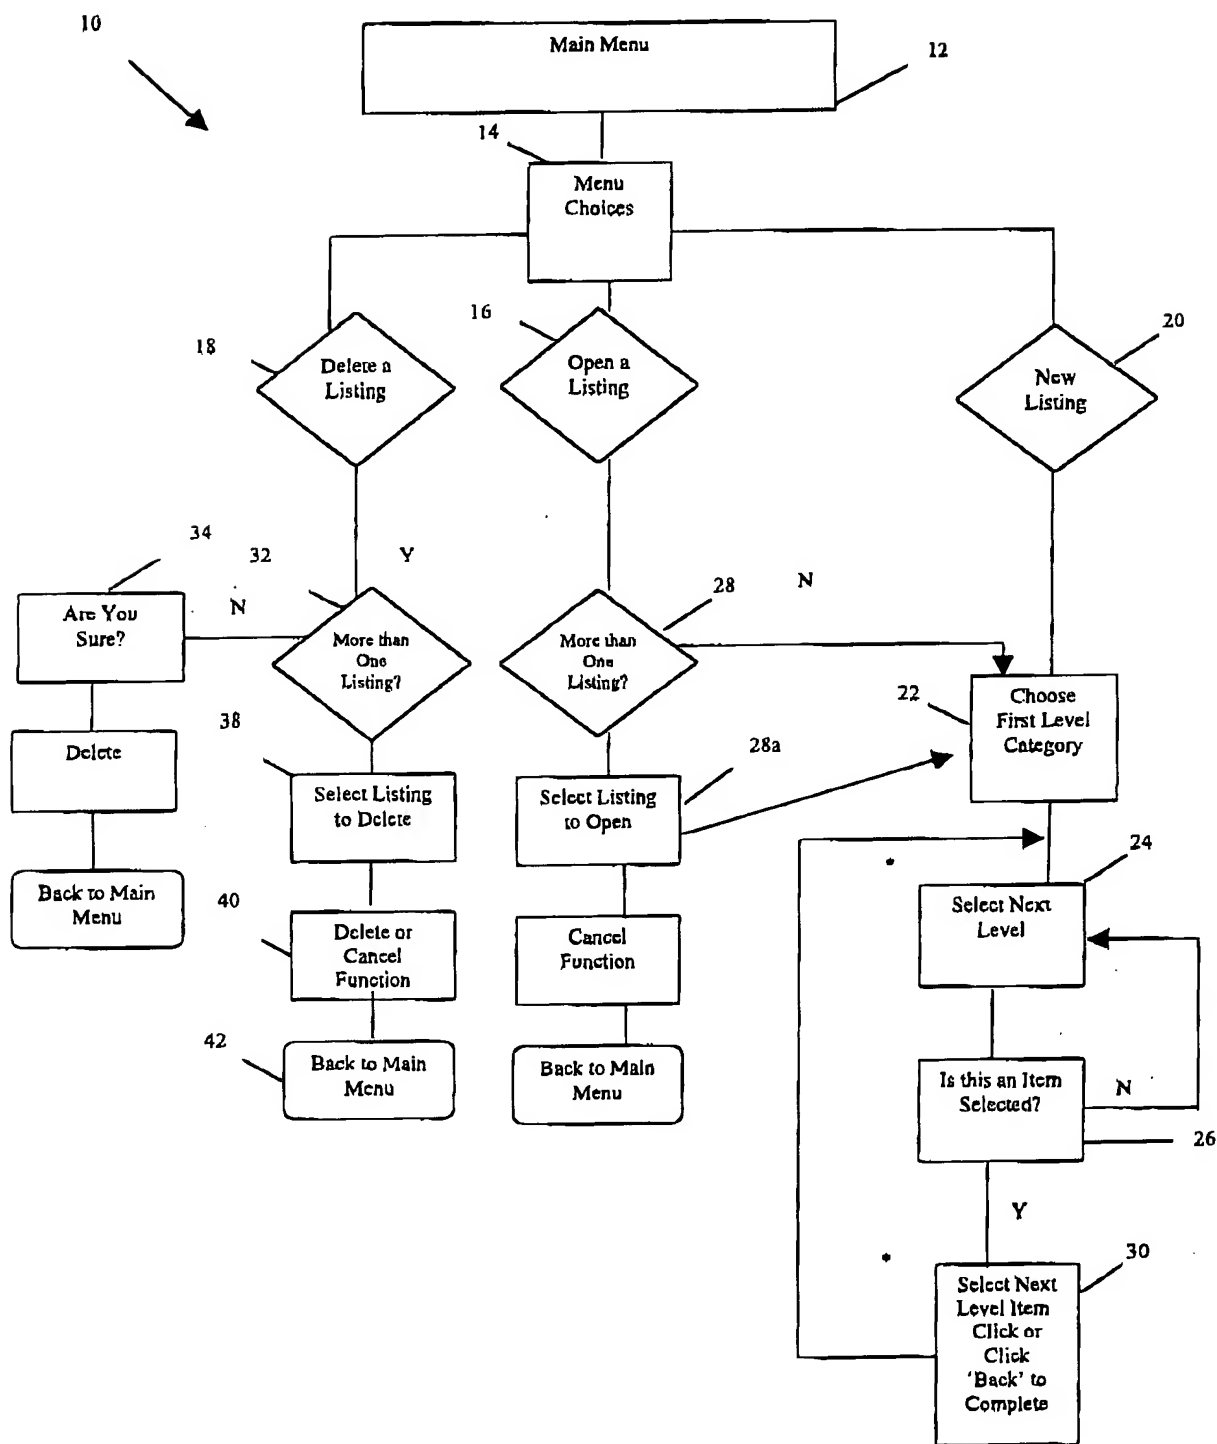 10
Main Menu
12
14
Menu
Choices
18
Delete a
Listing
16
Open a
Listing
20
New
Listing
34
32
Y
Are You
Sure?
N
More than
One
Listing?
28
N
More than
One
Listing?
22
Choose
First Level
Category
Delete
38
Select Listing
to Delete
28a
Select Listing
to Open
24
Select Next
Level
Back to Main
Menu
40
Delete or
Cancel
Function
Cancel
Function
42
Back to Main
Menu
Back to Main
Menu
Is this an Item
Selected?
N
26
Y
30
Select Next
Level Item
Click or
Click
'Back' to
Complete